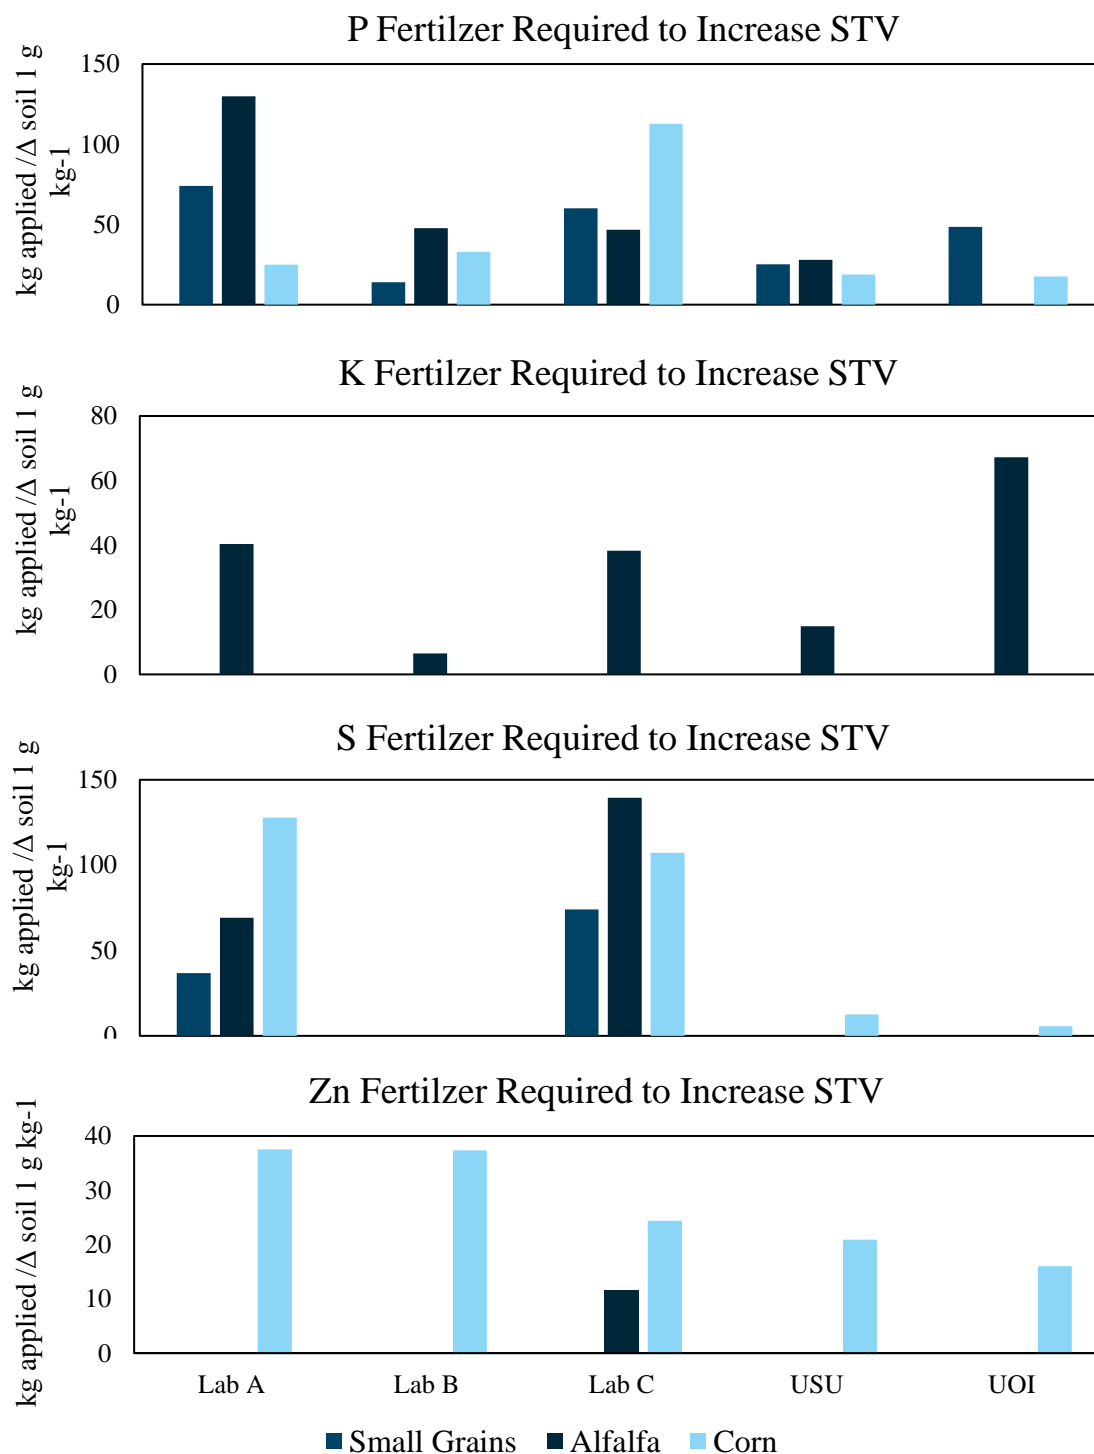 P Fertilzer Required to Increase STV
kg applied /Δ soil 1 g
kg-1
150
100
50
0
K Fertilzer Required to Increase STV
kg applied /Δ soil 1 g
kg-1
80
60
40
20
0
S Fertilzer Required to Increase STV
kg applied /Δ soil 1 g
kg-1
150
100
50
0
Zn Fertilzer Required to Increase STV
kg applied /Δ soil 1 g kg-1
40
30
20
10
0
Lab A Lab B Lab C USU UOI
Small Grains Alfalfa Corn